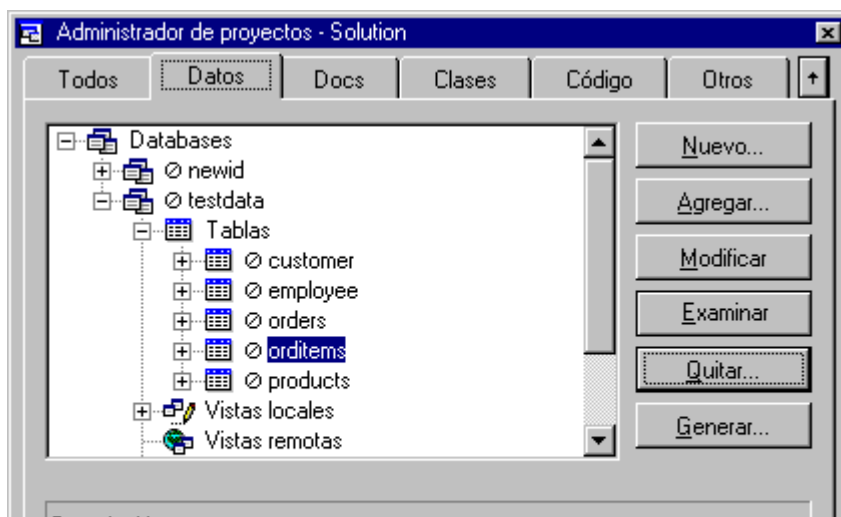 Administrador de proyectos - Solution
Todos Datos Docs Clases Código Otros
Databases
newid
testdata
Tablas
customer
employee
orders
orditems
products
Vistas locales
Vistas remotas
Nuevo...
Agregar...
Modificar
Examinar
Quitar...
Generar...